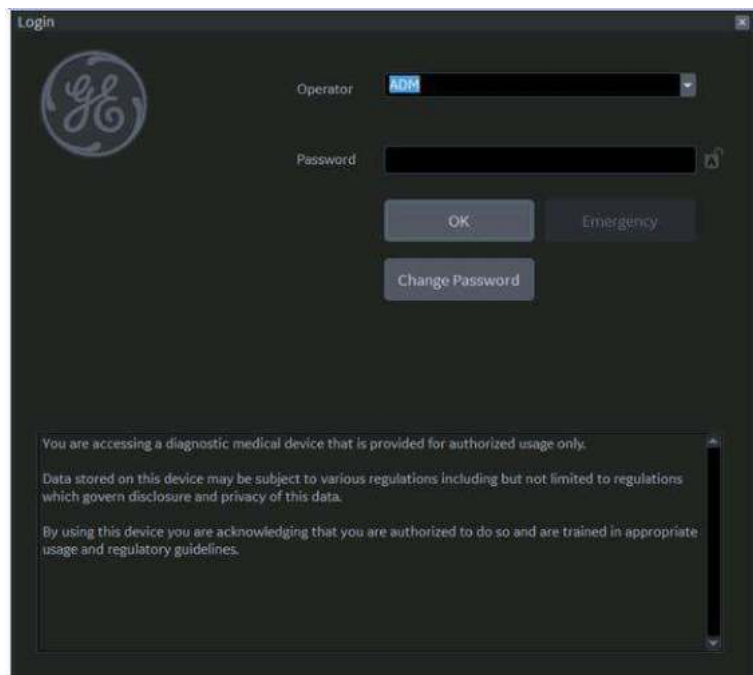 Login
GE
Operator
ADM
Password
OK
Emergency
Change Password
You are accessing a diagnostic medical device that is provided for authorized usage only.
Data stored on this device may be subject to various regulations including but not limited to regulations
which govern disclosure and privacy of this data.
By using this device you are acknowledging that you are authorized to do so and are trained in appropriate
usage and regulatory guidelines.